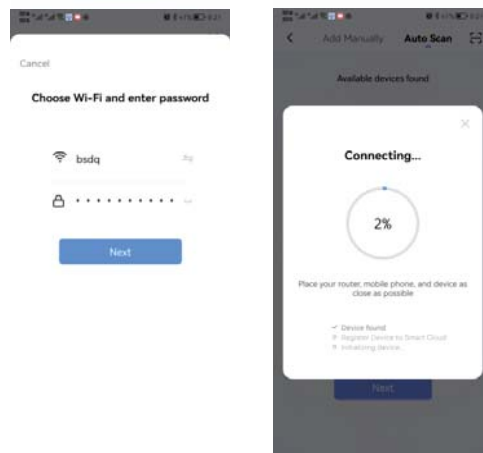 Cancel
Choose Wi-Fi and enter password
bsdq
Next
Add Manually Auto Scan
Available devices found
Connecting...
2%
Place your router, mobile phone, and device as
close as possible
Device found
Register Device to Smart Cloud
Initializing device...
Next